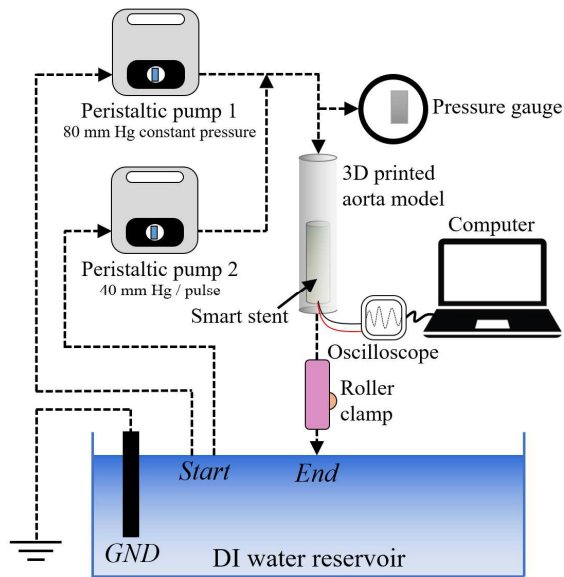 Peristaltic pump 1
80 mm Hg constant pressure
Pressure gauge
3D printed
aorta model
Peristaltic pump 2
40 mm Hg / pulse
Computer
Smart stent
Oscilloscope
Roller
clamp
Start
End
GND
DI water reservoir